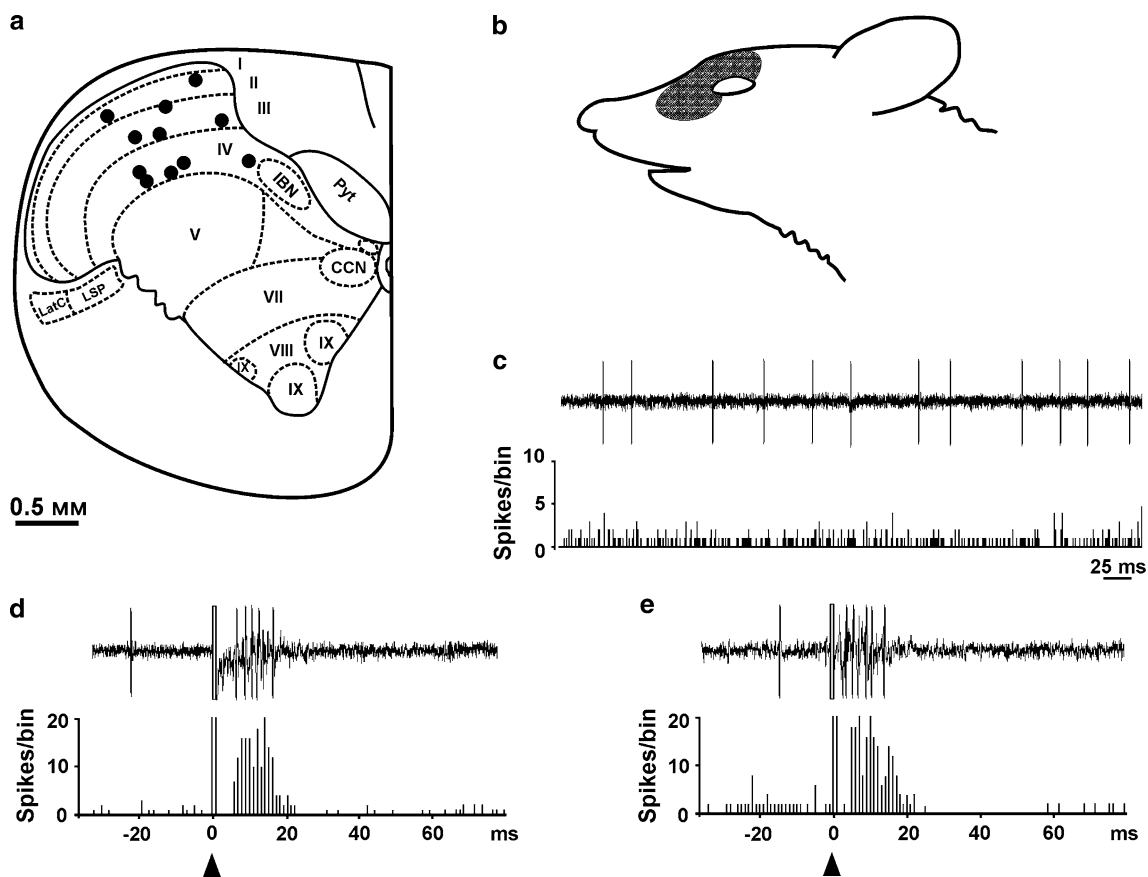 a
I
II
III
IV
IBN
Pyt
V
CCN
LatC
LSP
VII
IX
VIII
IX
IX
0.5 мм
b
c
10
5
0
Spikes/bin
25 ms
d
20
10
0
Spikes/bin
-20 0 20 40 60 ms
e
20
10
0
Spikes/bin
-20 0 20 40 60 ms